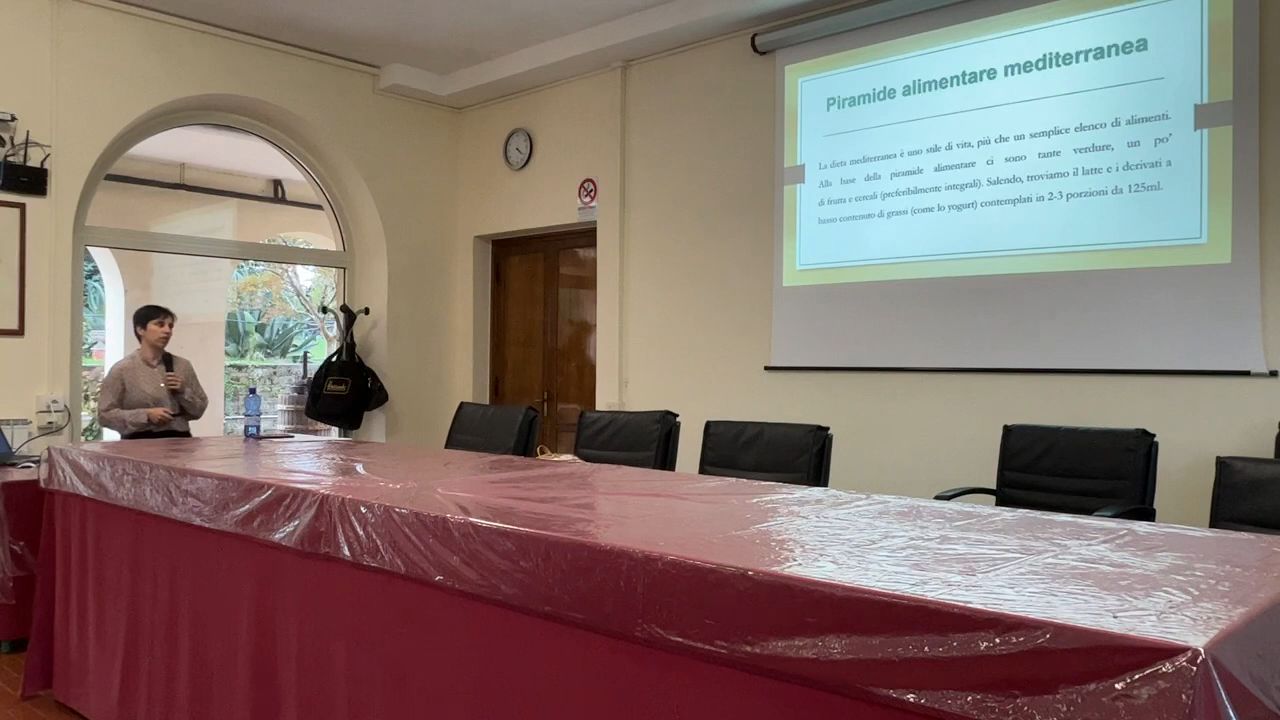 Piramide alimentare mediterranea
La dieta mediterranea è uno stile di vita, più che un semplice elenco di alimenti.
Alla base della piramide alimentare ci sono tante verdure, un po'
di frutta e cereali (preferibilmente integrali). Salendo, troviamo il latte e i derivati a
basso contenuto di grassi (come lo yogurt) contemplati in 2-3 porzioni da 125ml.